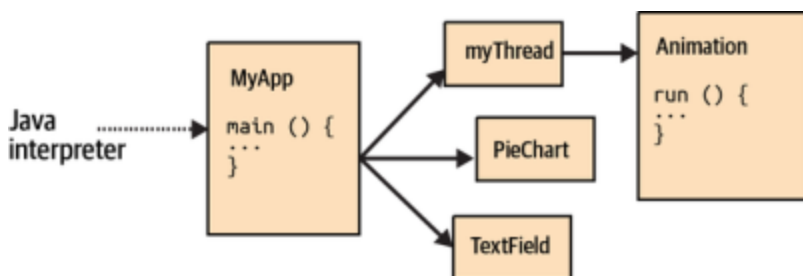 Java
interpreter
MyApp
main () {
...
}
myThread
PieChart
TextField
Animation
run () {
...
}